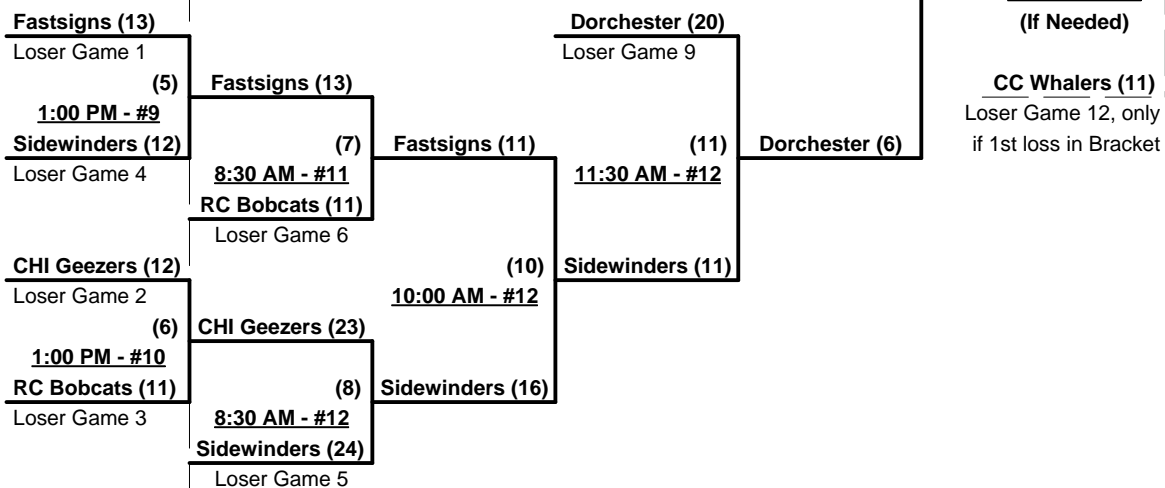 Fastsigns (13)
Loser Game 1
(5)
1:00 PM - #9
Sidewinders (12)
Loser Game 4
Fastsigns (13)
(7)
8:30 AM - #11
RC Bobcats (11)
Loser Game 6
CHI Geezers (12)
Loser Game 2
(6)
1:00 PM - #10
RC Bobcats (11)
Loser Game 3
CHI Geezers (23)
(8)
8:30 AM - #12
Sidewinders (24)
Loser Game 5
Fastsigns (11)
(10)
10:00 AM - #12
Sidewinders (16)
Dorchester (20)
Loser Game 9
(11)
11:30 AM - #12
Sidewinders (11)
Dorchester (6)
(If Needed)
CC Whalers (11)
Loser Game 12, only
if 1st loss in Bracket